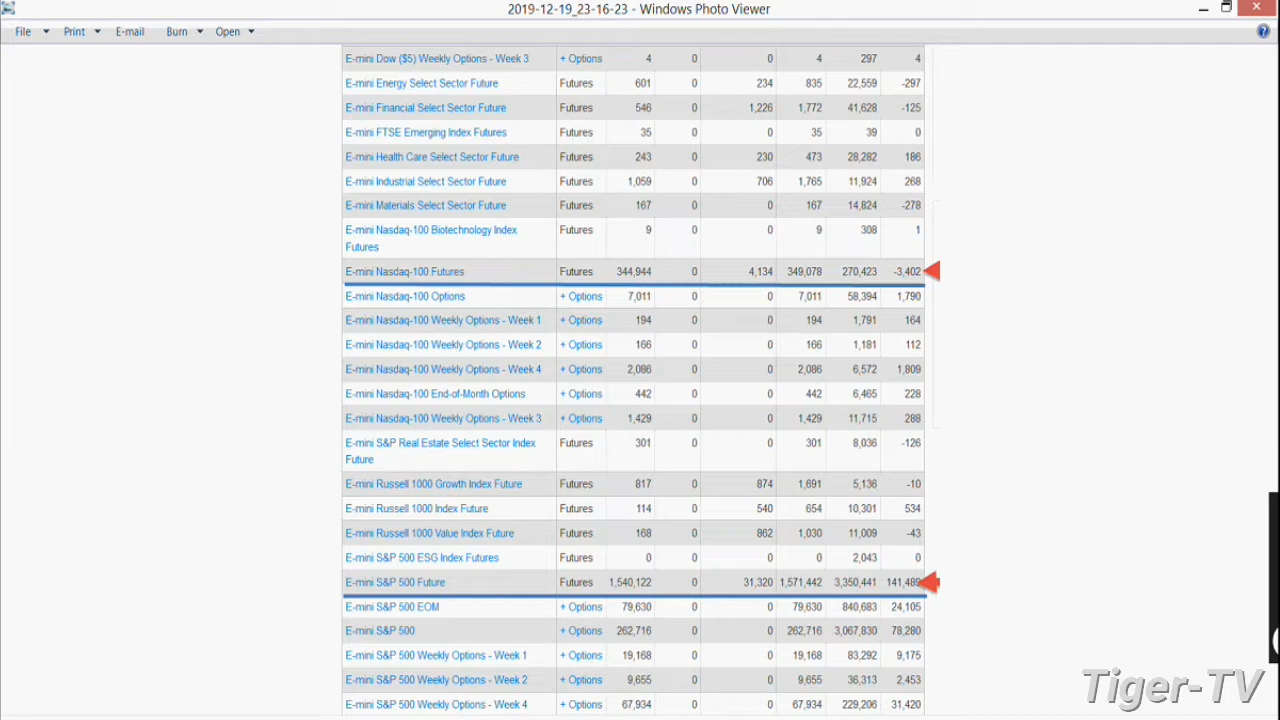 2019-12-19_23-16-23 - Windows Photo Viewer
File Print E-mail Burn Open
E-mini Dow ($5) Weekly Options - Week 3 + Options 4 0 0 4 297 4
E-mini Energy Select Sector Future Futures 601 0 234 835 22,559 -297
E-mini Financial Select Sector Future Futures 546 0 1,226 1,772 41,628 -125
E-mini FTSE Emerging Index Futures Futures 35 0 0 35 39 0
E-mini Health Care Select Sector Future Futures 243 0 230 473 28,282 186
E-mini Industrial Select Sector Future Futures 1,059 0 706 1,765 11,924 268
E-mini Materials Select Sector Future Futures 167 0 0 167 14,824 -278
E-mini Nasdaq-100 Biotechnology Index Futures 9 0 0 9 308 1
Futures
E-mini Nasdaq-100 Futures Futures 344,944 0 4,134 349,078 270,423 -3,402
E-mini Nasdaq-100 Options + Options 7,011 0 0 7,011 58,394 1,790
E-mini Nasdaq-100 Weekly Options - Week 1 + Options 194 0 0 194 1,791 164
E-mini Nasdaq-100 Weekly Options - Week 2 + Options 166 0 0 166 1,181 112
E-mini Nasdaq-100 Weekly Options - Week 4 + Options 2,086 0 0 2,086 6,572 1,809
E-mini Nasdaq-100 End-of-Month Options + Options 442 0 0 442 6,465 228
E-mini Nasdaq-100 Weekly Options - Week 3 + Options 1,429 0 0 1,429 11,715 288
E-mini S&P Real Estate Select Sector Index Futures 301 0 0 301 8,036 -126
Future
E-mini Russell 1000 Growth Index Future Futures 817 0 874 1,691 5,136 -10
E-mini Russell 1000 Index Future Futures 114 0 540 654 10,301 534
E-mini Russell 1000 Value Index Future Futures 168 0 862 1,030 11,009 -43
E-mini S&P 500 ESG Index Futures Futures 0 0 0 0 2,043 0
E-mini S&P 500 Future Futures 1,540,122 0 31,320 1,571,442 3,350,441 141,489
E-mini S&P 500 EOM + Options 79,630 0 0 79,630 840,683 24,105
E-mini S&P 500 + Options 262,716 0 0 262,716 3,067,830 78,280
E-mini S&P 500 Weekly Options - Week 1 + Options 19,168 0 0 19,168 83,292 9,175
E-mini S&P 500 Weekly Options - Week 2 + Options 9,655 0 0 9,655 36,313 2,453
E-mini S&P 500 Weekly Options - Week 4 + Options 67,934 0 0 67,934 229,206 31,420
Tiger-TV